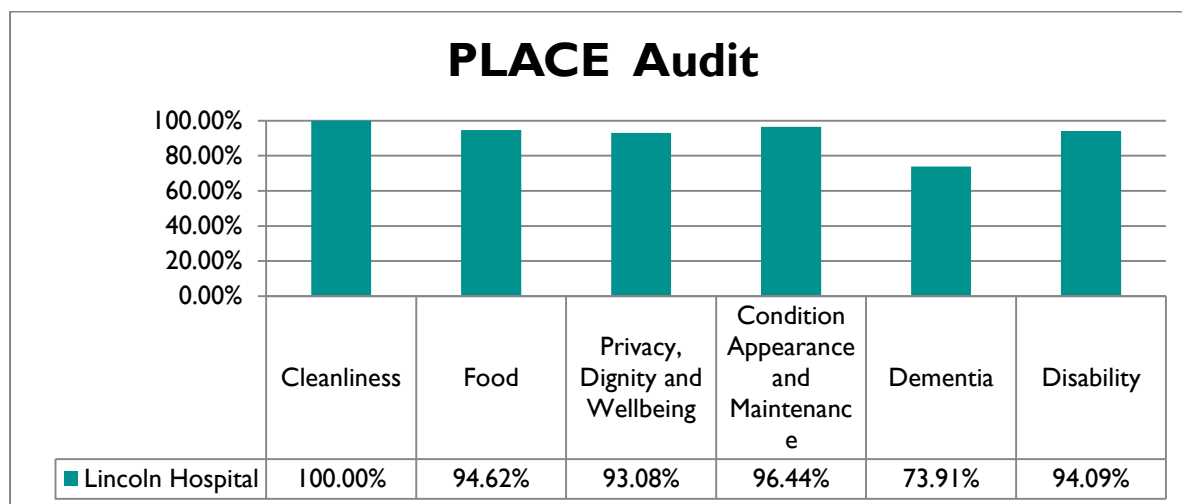 PLACE Audit
100.00%
80.00%
60.00%
40.00%
20.00%
0.00%
Cleanliness
Food
Privacy,
Dignity and
Wellbeing
Condition
Appearance
and
Maintenanc
e
Dementia
Disability
Lincoln Hospital 100.00% 94.62% 93.08% 96.44% 73.91% 94.09%